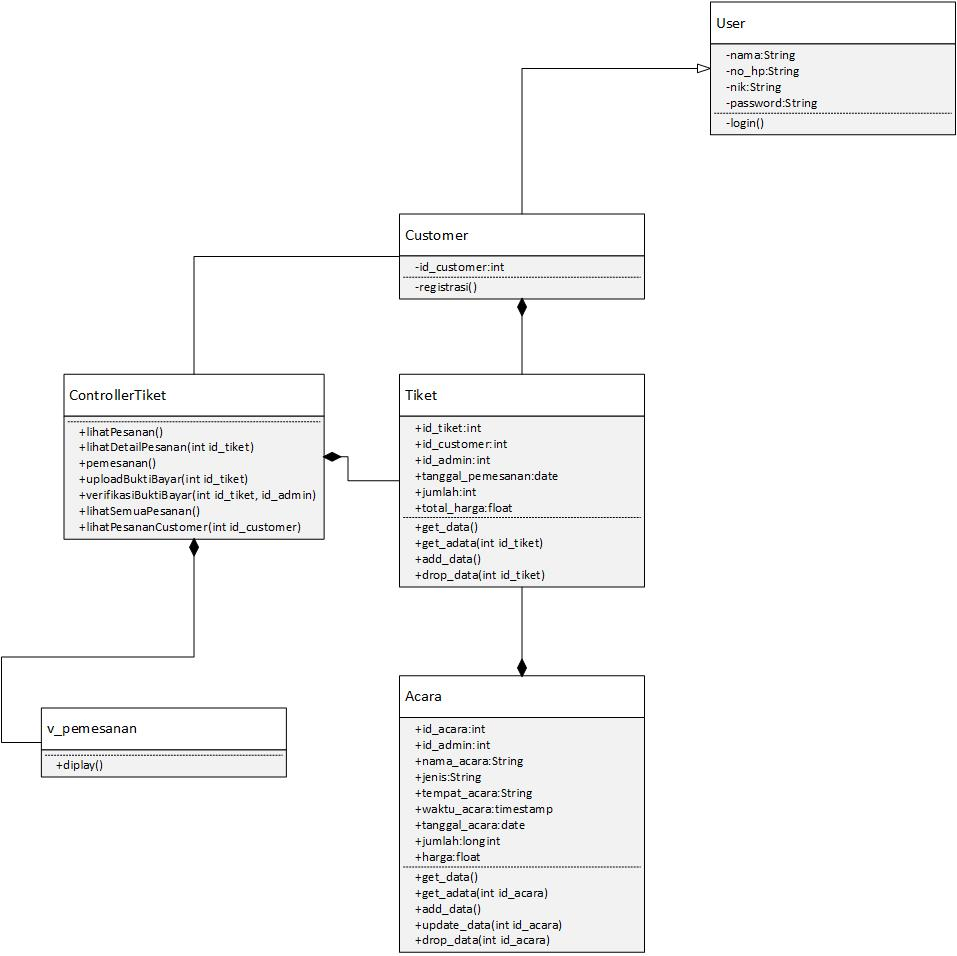 User
-nama:String
-no_hp:String
-nik:String
-password:String
-login()
Customer
-id_customer:int
-registrasi()
ControllerTiket
+lihatPesanan()
+lihatDetailPesanan(int id_tiket)
+pemesanan()
+uploadBuktiBayar(int id_tiket)
+verifikasiBuktiBayar(int id_tiket, id_admin)
+lihatSemuaPesanan()
+lihatPesananCustomer(int id_customer)
Tiket
+id_tiket:int
+id_customer:int
+id_admin:int
+tanggal_pemesanan:date
+jumlah:int
+total_harga:float
+get_data()
+get_adata(int id_tiket)
+add_data()
+drop_data(int id_tiket)
v_pemesanan
+diplay()
Acara
+id_acara:int
+id_admin:int
+nama_acara:String
+jenis:String
+tempat_acara:String
+waktu_acara:timestamp
+tanggal_acara:date
+jumlah:longint
+harga:float
+get_data()
+get_adata(int id_acara)
+add_data()
+update_data(int id_acara)
+drop_data(int id_acara)